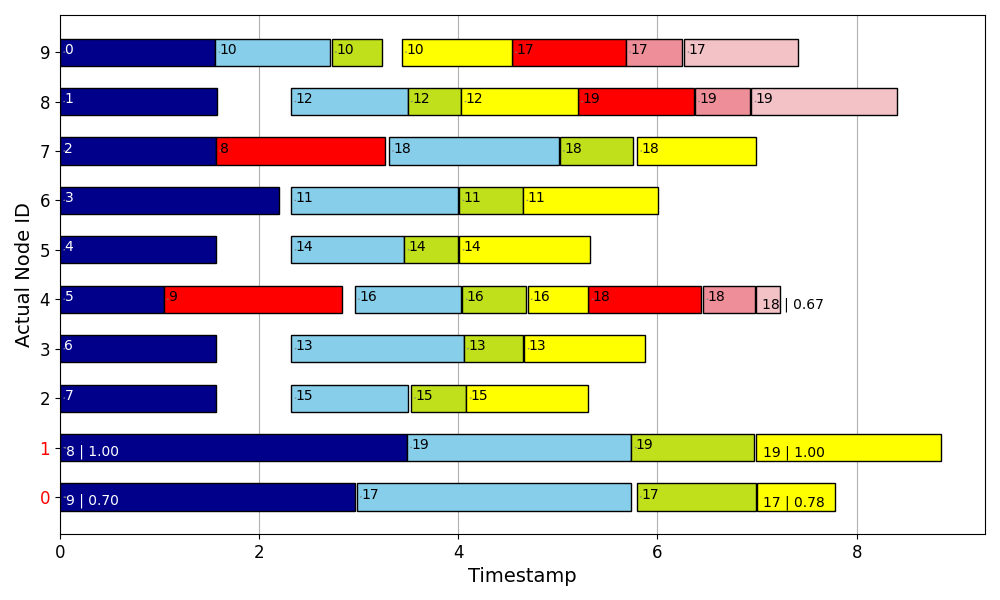 9 0 10 10 10 17 17 17
8 1 12 12 12 19 19 19
7 2 8 18 18 18
6 3 11 11 11
5 4 14 14 14
4 5 9 16 16 16 18 18 18 | 0.67
3 6 13 13 13
2 7 15 15 15
1 8 | 1.00 19 19 19 | 1.00
0 9 | 0.70 17 17 17 | 0.78
0 2 4 6 8
Timestamp
Actual Node ID